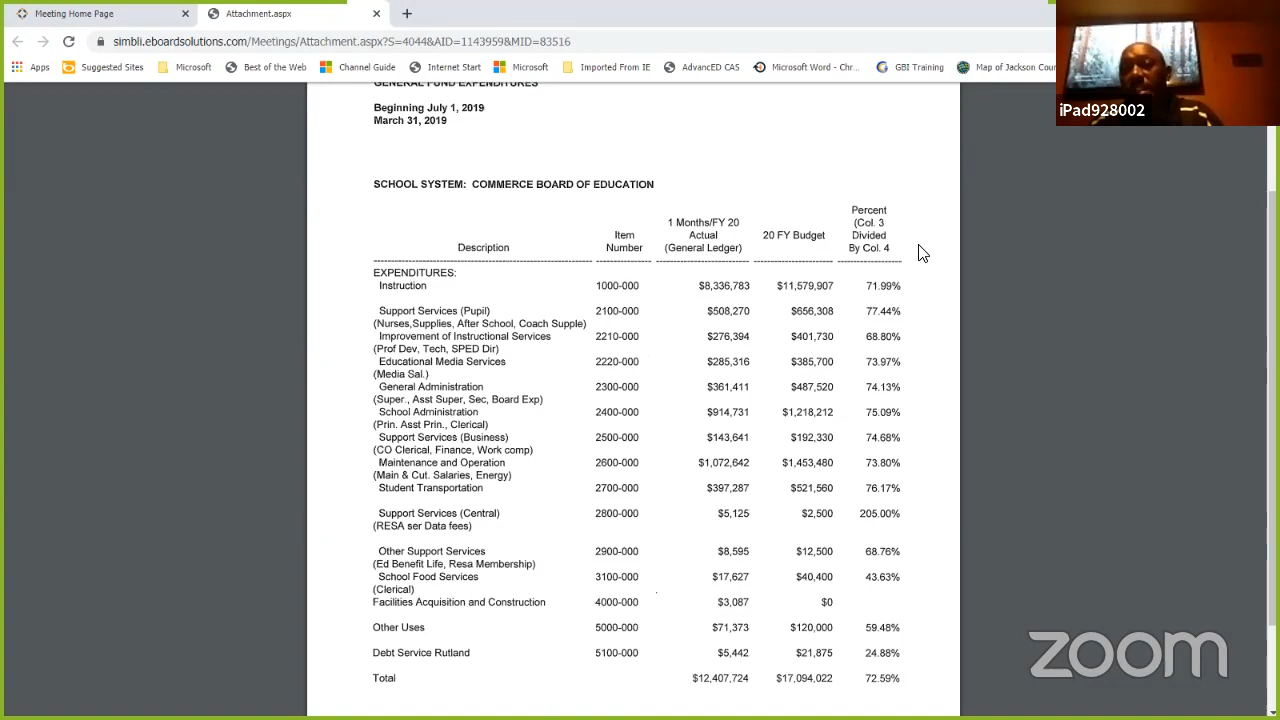 Meeting Home Page
Attachment.aspx
simbli.eboardsolutions.com/Meetings/Attachment.aspx?S=4044&AID=1143959&MID=83516
Apps Suggested Sites Microsoft Best of the Web Channel Guide Internet Start Microsoft Imported From IE AdvancED CAS Microsoft Word - Chr... GBI Training Map of Jackson Cou
iPad928002
GENERAL FUND EXPENDITURES
Beginning July 1, 2019
March 31, 2019
SCHOOL SYSTEM: COMMERCE BOARD OF EDUCATION
Percent
1 Months/FY 20 (Col. 3
Item Actual 20 FY Budget Divided
Description Number (General Ledger) By Col. 4
EXPENDITURES:
Instruction 1000-000 $8,336,783 $11,579,907 71.99%
Support Services (Pupil) 2100-000 $508,270 $656,308 77.44%
(Nurses,Supplies, After School, Coach Supple)
Improvement of Instructional Services 2210-000 $276,394 $401,730 68.80%
(Prof Dev, Tech, SPED Dir)
Educational Media Services 2220-000 $285,316 $385,700 73.97%
(Media Sal.)
General Administration 2300-000 $361,411 $487,520 74.13%
(Super., Asst Super, Sec, Board Exp)
School Administration 2400-000 $914,731 $1,218,212 75.09%
(Prin. Asst Prin., Clerical)
Support Services (Business) 2500-000 $143,641 $192,330 74.68%
(CO Clerical, Finance, Work comp)
Maintenance and Operation 2600-000 $1,072,642 $1,453,480 73.80%
(Main & Cut. Salaries, Energy)
Student Transportation 2700-000 $397,287 $521,560 76.17%
Support Services (Central) 2800-000 $5,125 $2,500 205.00%
(RESA ser Data fees)
Other Support Services 2900-000 $8,595 $12,500 68.76%
(Ed Benefit Life, Resa Membership)
School Food Services 3100-000 $17,627 $40,400 43.63%
(Clerical)
Facilities Acquisition and Construction 4000-000 $3,087 $0
Other Uses 5000-000 $71,373 $120,000 59.48%
Debt Service Rutland 5100-000 $5,442 $21,875 24.88%
Total $12,407,724 $17,094,022 72.59%
zoom